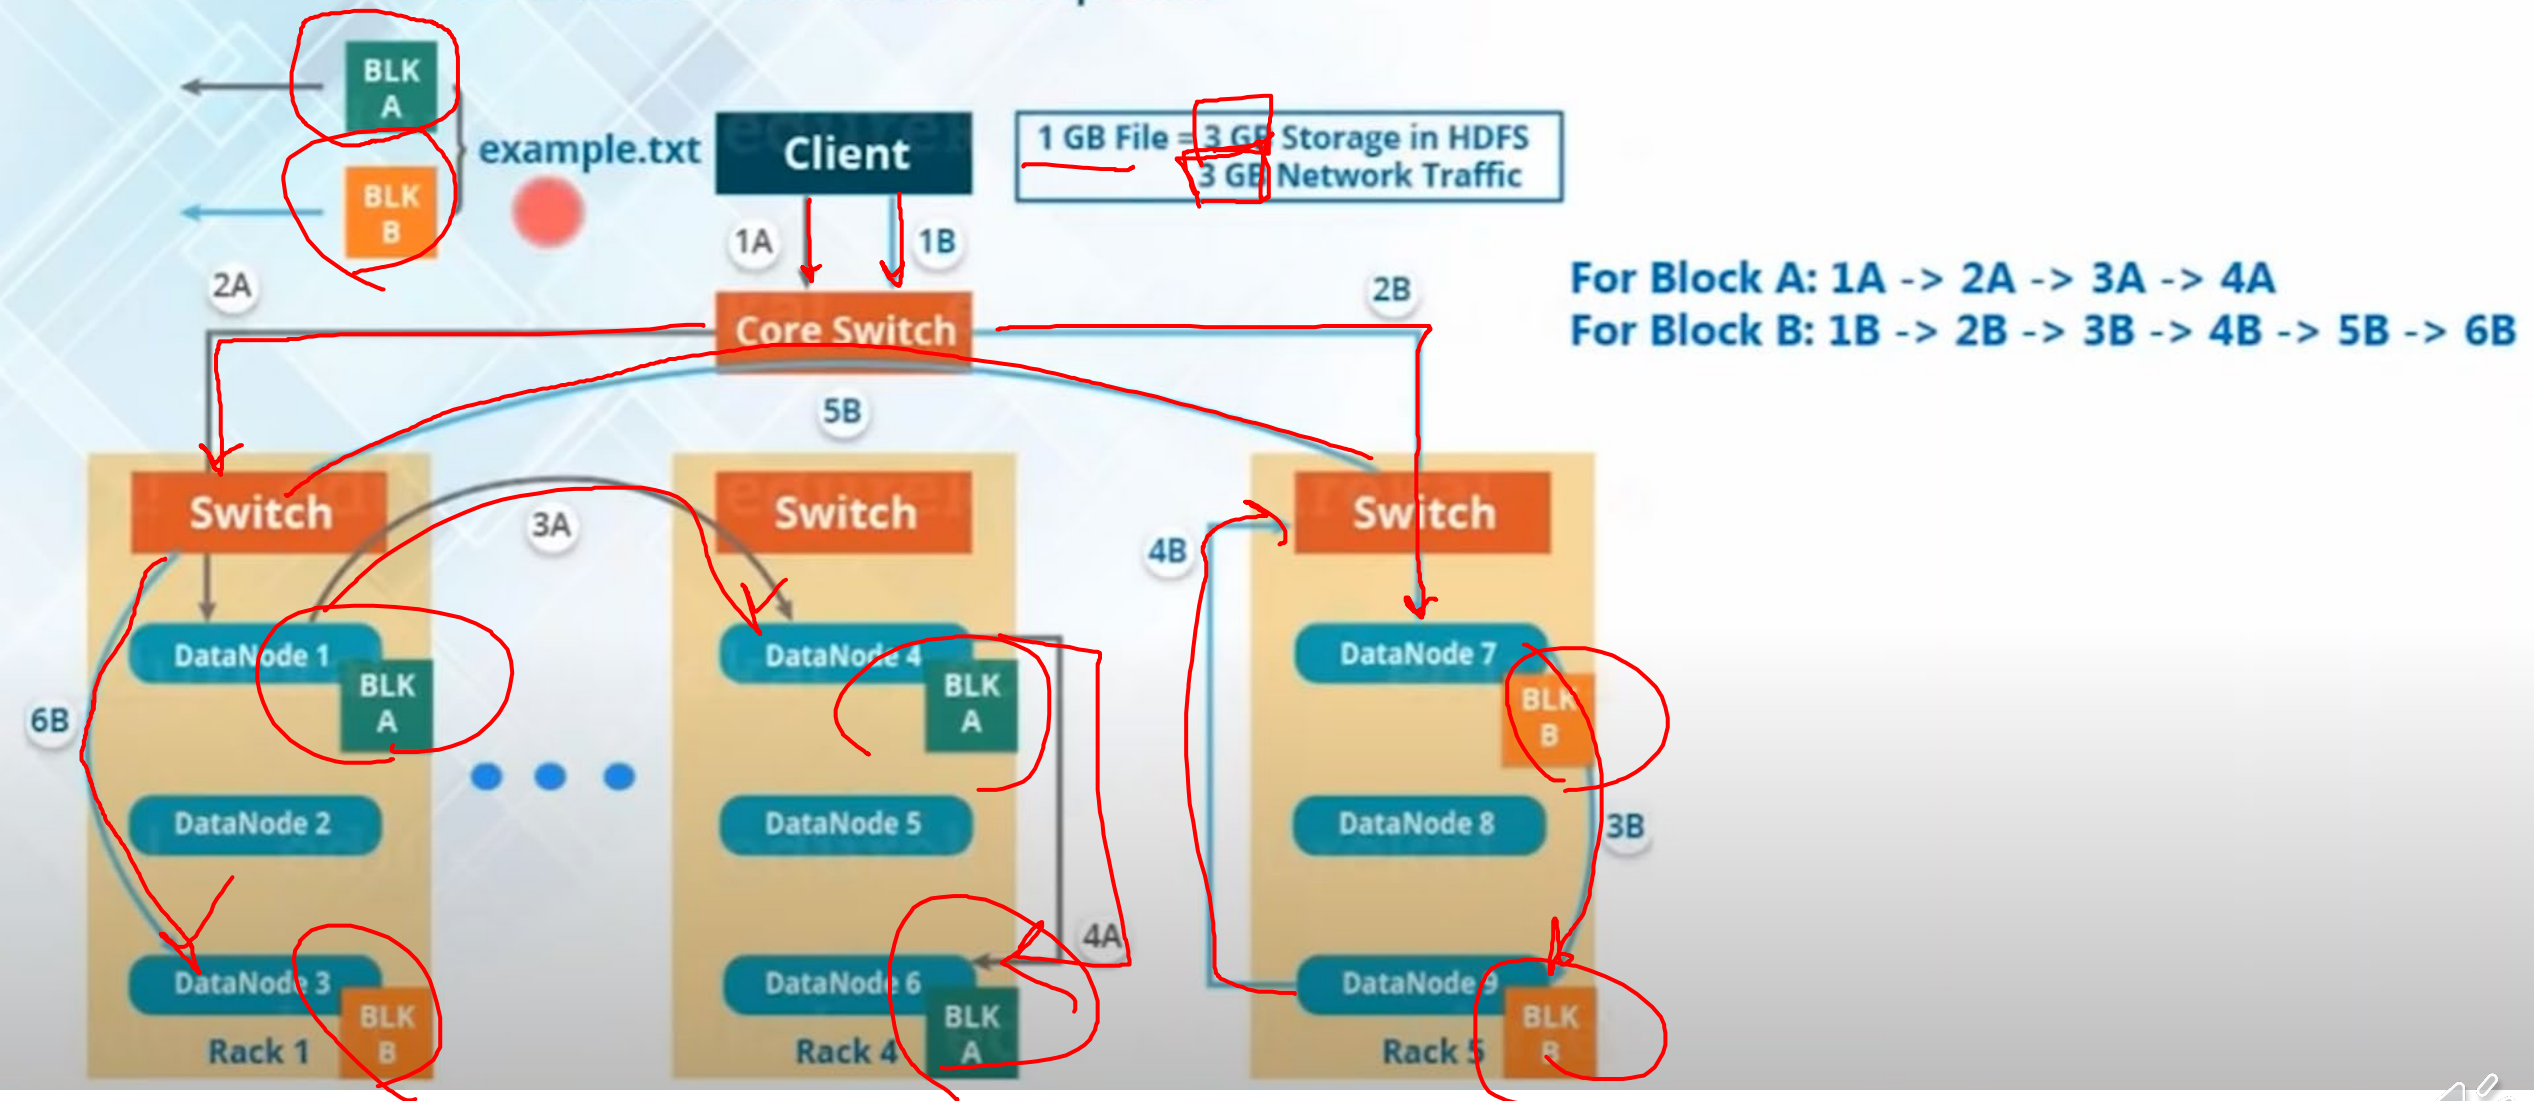 BLK
A
BLK
B
example.txt
Client
1 GB File = 3 GB Storage in HDFS
3 GB Network Traffic
1A
1B
2A
2B
Core Switch
For Block A: 1A -> 2A -> 3A -> 4A
For Block B: 1B -> 2B -> 3B -> 4B -> 5B -> 6B
5B
Switch
Switch
Switch
3A
4B
DataNode 1
BLK
A
DataNode 4
BLK
A
DataNode 7
BLK
B
6B
DataNode 2
DataNode 5
DataNode 8
3B
4A
DataNode 3
BLK
B
Rack 1
DataNode 6
BLK
A
Rack 4
DataNode 9
BLK
B
Rack 5